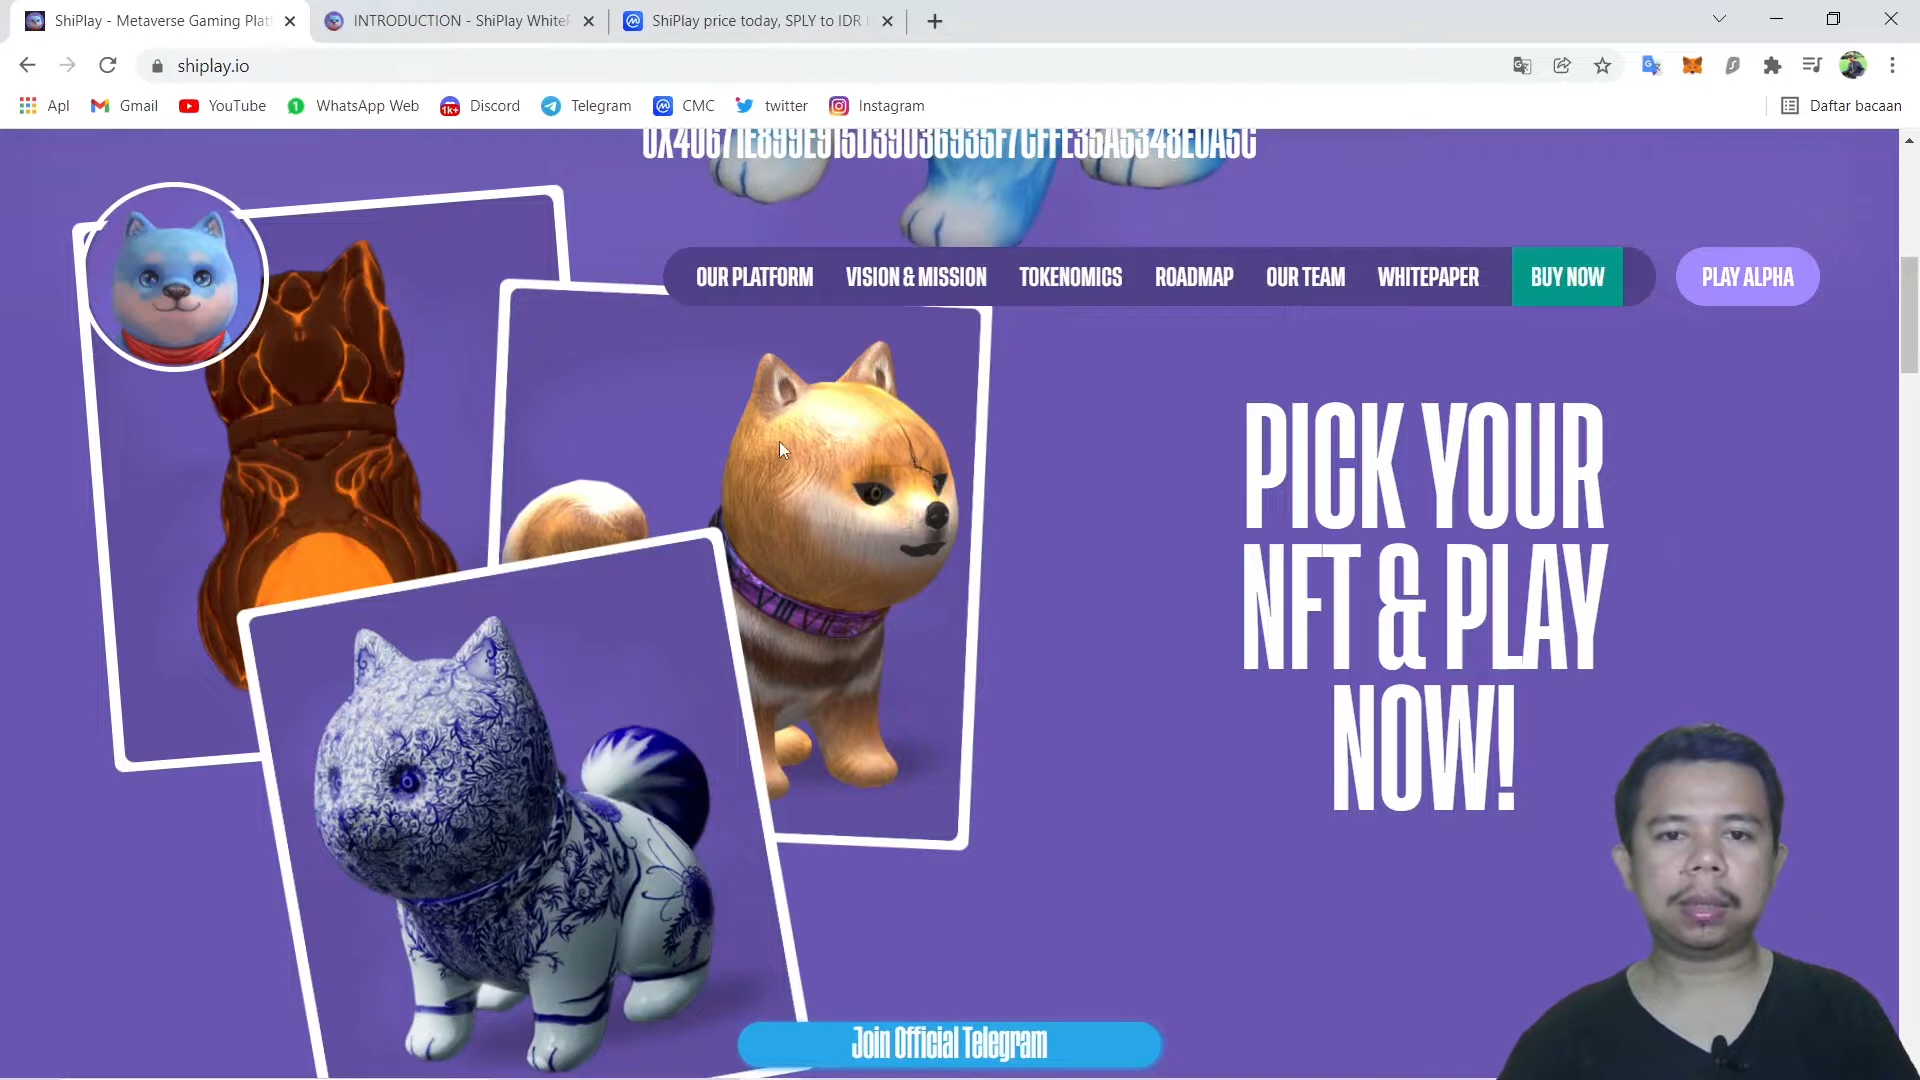 ShiPlay - Metaverse Gaming Plat
INTRODUCTION - ShiPlay WhiteP
ShiPlay price today, SPLY to IDR
shiplay.io
Apl
Gmail
YouTube
WhatsApp Web
Discord
Telegram
CMC
twitter
Instagram
Daftar bacaan
0X40671E899E915D39036935F7CFFE35A5348EDA5C
OUR PLATFORM
VISION & MISSION
TOKENOMICS
ROADMAP
OUR TEAM
WHITEPAPER
BUY NOW
PLAY ALPHA
PICK YOUR
NFT & PLAY
NOW!
Join Official Telegram